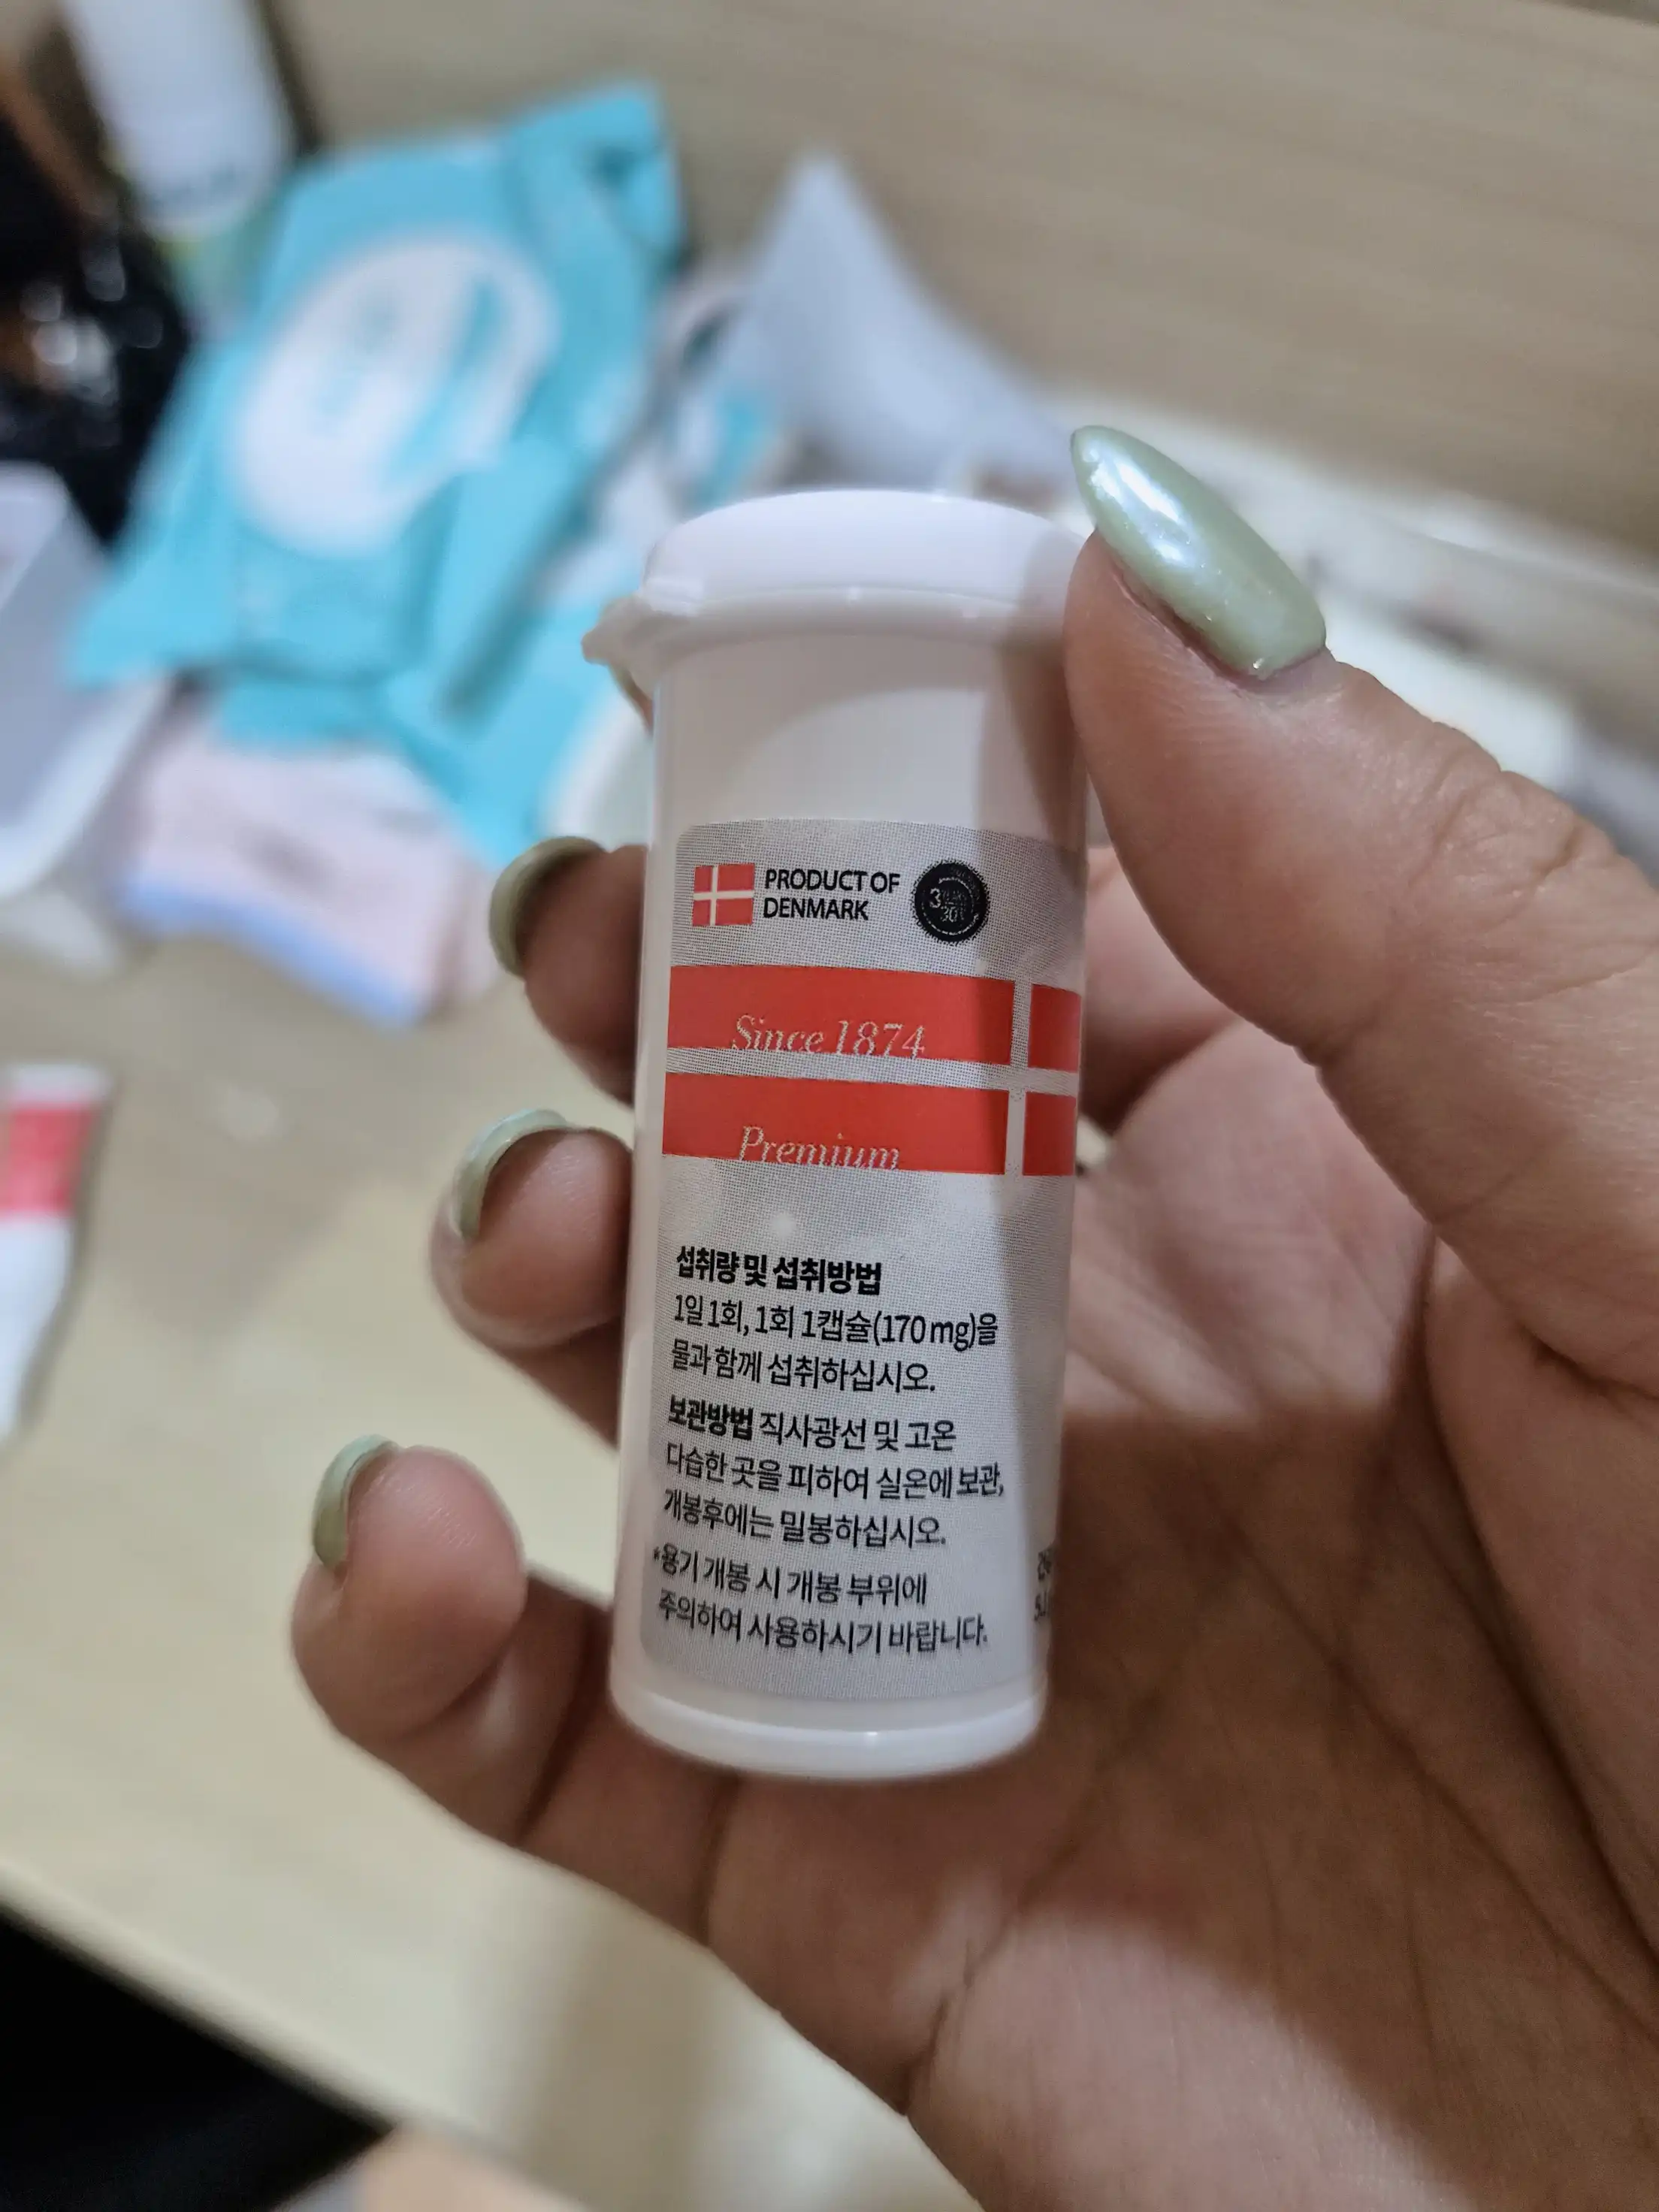 PRODUCT OF
DENMARK
Since 1874
Premium
섭취량 및 섭취방법
1일 1회, 1회 1캡슐(170 mg)을
물과 함께 섭취하십시오.
보관방법 직사광선 및 고온
다습한 곳을 피하여 실온에 보관,
개봉후에는 밀봉하십시오.
*용기 개봉 시 개봉 부위에
주의하여 사용하시기 바랍니다.